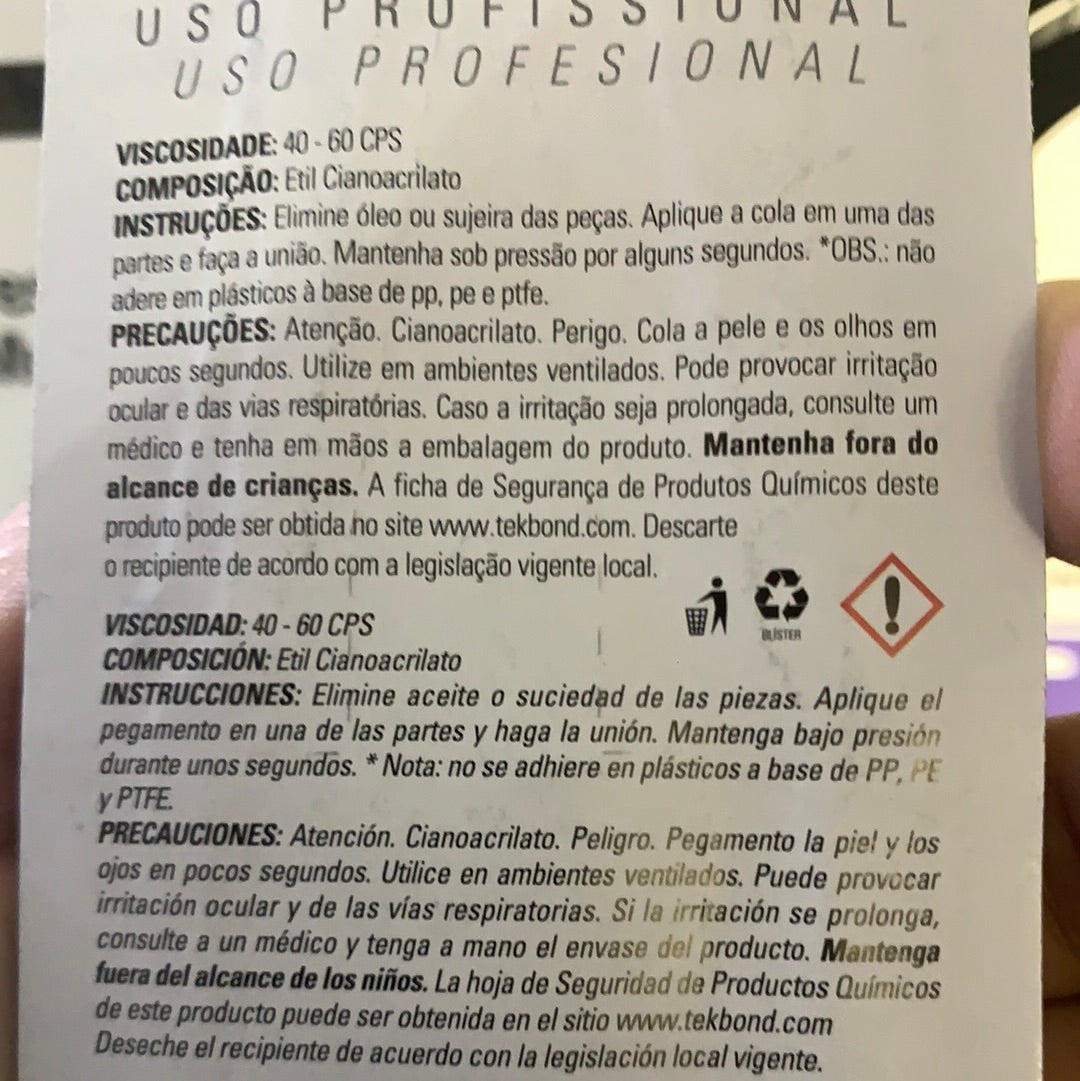 USO PROFISSIONAL
USO PROFESIONAL
VISCOSIDADE: 40 - 60 CPS
COMPOSIÇÃO: Etil Cianoacrilato
INSTRUÇÕES: Elimine óleo ou sujeira das peças. Aplique a cola em uma das
partes e faça a união. Mantenha sob pressão por alguns segundos. *OBS.: não
adere em plásticos à base de pp, pe e ptfe.
PRECAUÇÕES: Atenção. Cianoacrilato. Perigo. Cola a pele e os olhos em
poucos segundos. Utilize em ambientes ventilados. Pode provocar irritação
ocular e das vias respiratórias. Caso a irritação seja prolongada, consulte um
médico e tenha em mãos a embalagem do produto. Mantenha fora do
alcance de crianças. A ficha de Segurança de Produtos Químicos deste
produto pode ser obtida no site www.tekbond.com. Descarte
o recipiente de acordo com a legislação vigente local.
BLÍSTER
VISCOSIDAD: 40 - 60 CPS
COMPOSICIÓN: Etil Cianoacrilato
INSTRUCCIONES: Elimine aceite o suciedad de las piezas. Aplique el
pegamento en una de las partes y haga la unión. Mantenga bajo presión
durante unos segundos. * Nota: no se adhiere en plásticos a base de PP, PE
y PTFE.
PRECAUCIONES: Atención. Cianoacrilato. Peligro. Pegamento la piel y los
ojos en pocos segundos. Utilice en ambientes ventilados. Puede provocar
irritación ocular y de las vías respiratorias. Si la irritación se prolonga,
consulte a un médico y tenga a mano el envase del producto. Mantenga
fuera del alcance de los niños. La hoja de Seguridad de Productos Químicos
de este producto puede ser obtenida en el sitio www.tekbond.com
Deseche el recipiente de acuerdo con la legislación local vigente.